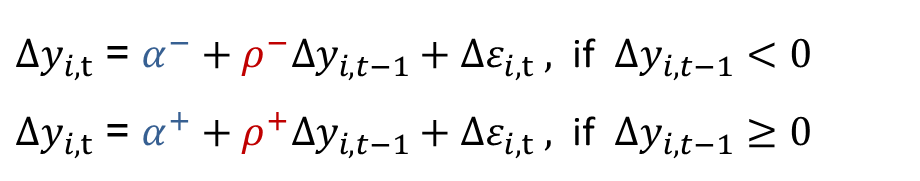 Δy_{i,t} = α⁻ + ρ⁻Δy_{i,t−1} + Δε_{i,t} , if Δy_{i,t−1} < 0
Δy_{i,t} = α⁺ + ρ⁺Δy_{i,t−1} + Δε_{i,t} , if Δy_{i,t−1} ≥ 0